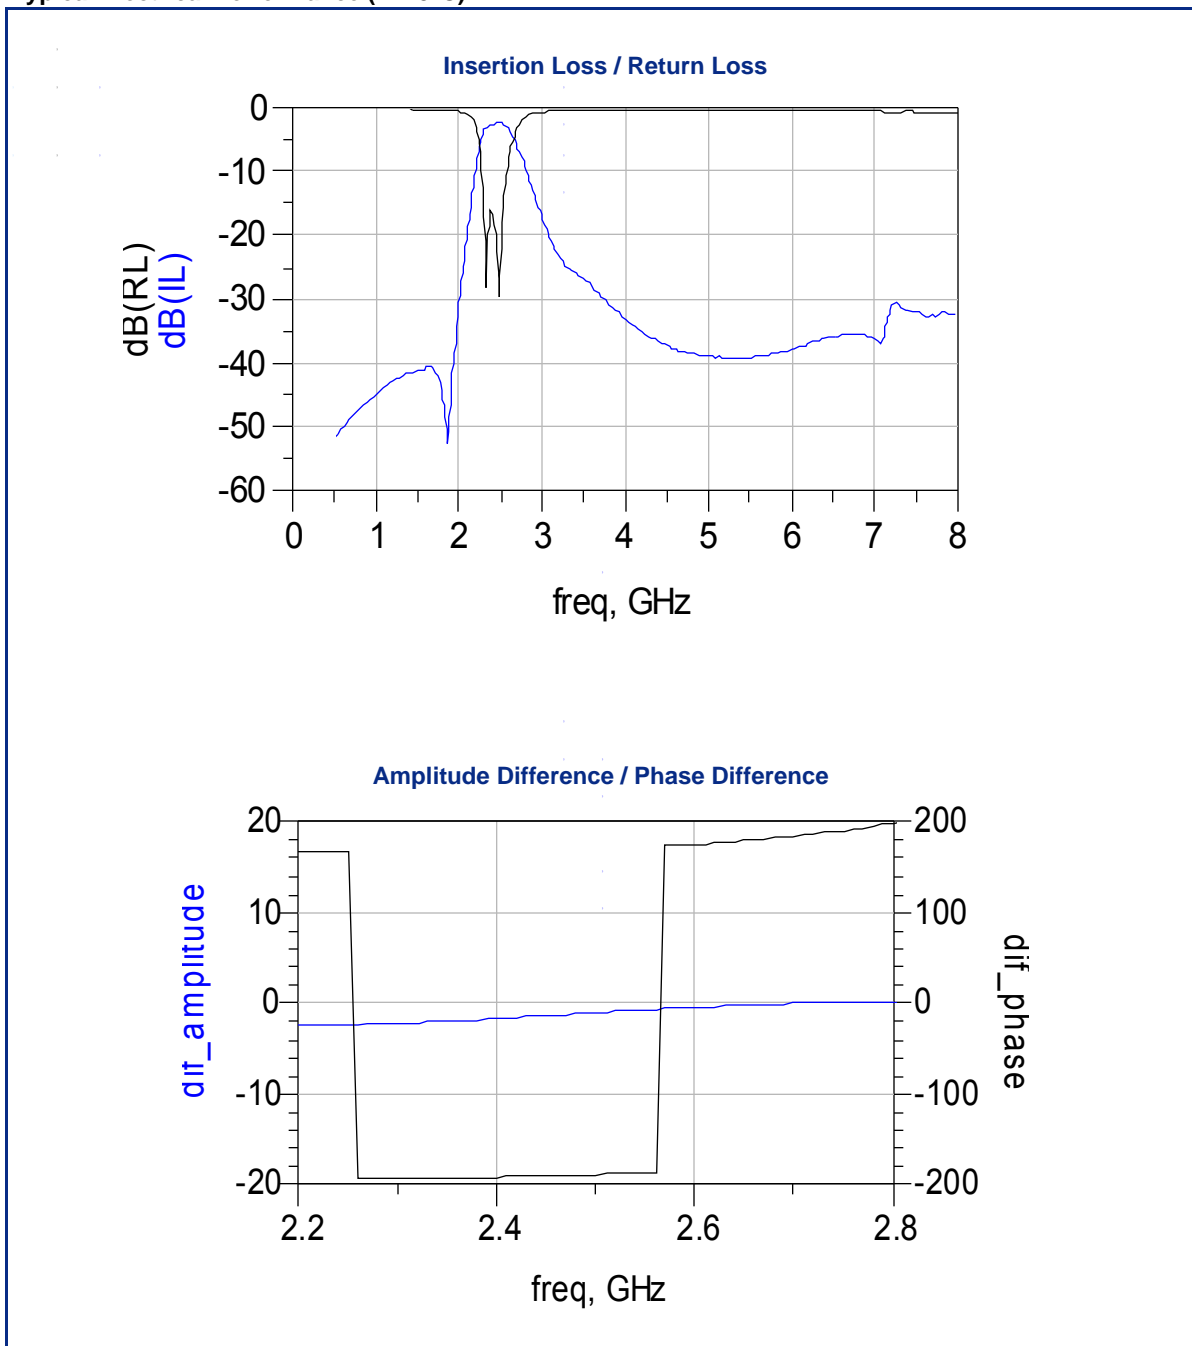 Insertion Loss / Return Loss
0
-10
-20
-30
-40
-50
-60
dB(RL)
dB(IL)
0 1 2 3 4 5 6 7 8
freq, GHz
Amplitude Difference / Phase Difference
20
10
0
-10
-20
dif_amplitude
200
100
0
-100
-200
dif_phase
2.2 2.4 2.6 2.8
freq, GHz